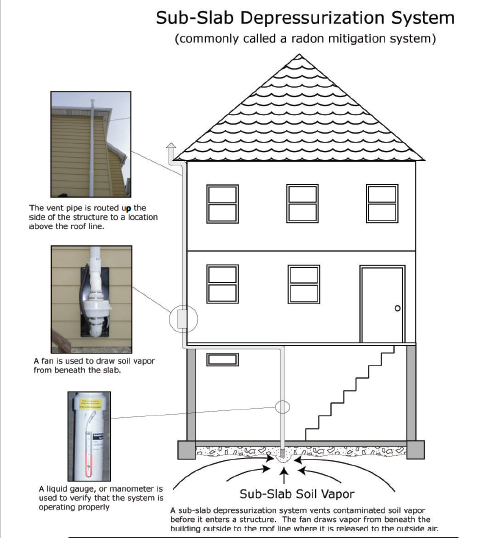 Sub-Slab Depressurization System
(commonly called a radon mitigation system)
The vent pipe is routed up the
side of the structure to a location
above the roof line.
A fan is used to draw soil vapor
from beneath the slab.
A liquid gauge, or manometer is
used to verify that the system is
operating properly
Sub-Slab Soil Vapor
A sub-slab depressurization system vents contaminated soil vapor
before it enters a structure. The fan draws vapor from beneath the
building outside to the roof line where it is released to the outside air.